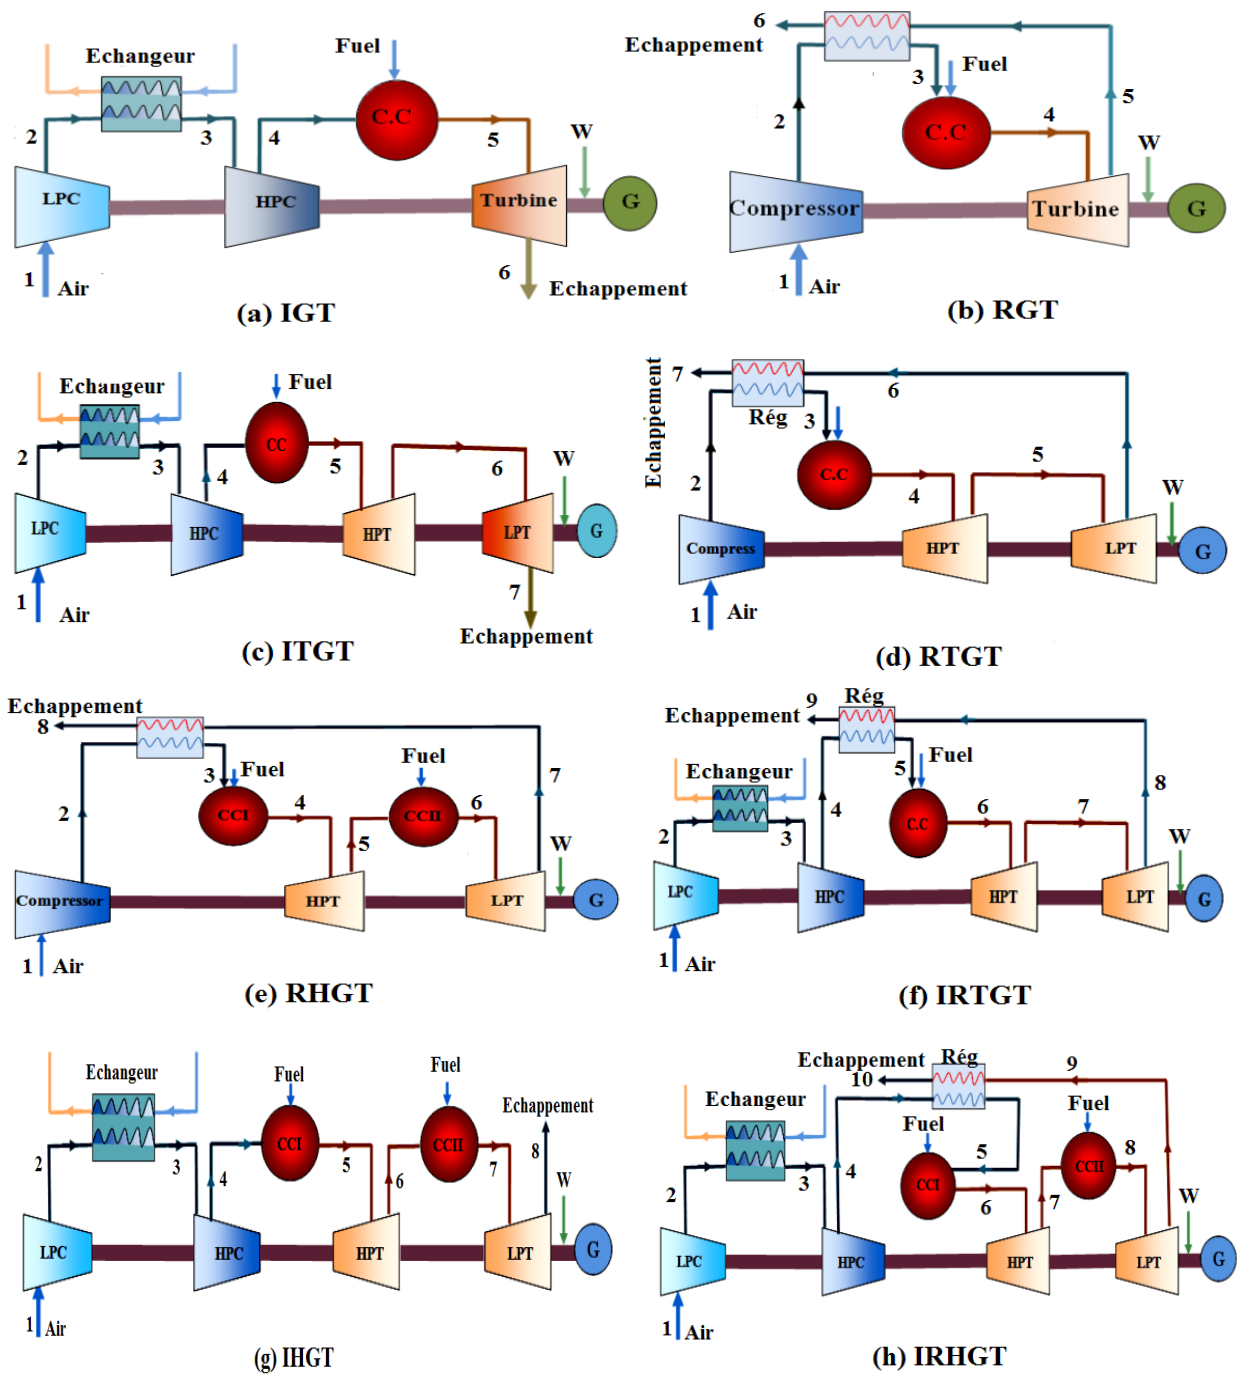 Echangeur
Fuel
2
3
4
C.C
5
W
LPC
HPC
Turbine
G
1
Air
6
Echappement
(a) IGT
6
Echappement
3
Fuel
2
C.C
4
5
W
Compressor
Turbine
G
1
Air
(b) RGT
Echangeur
Fuel
2
3
4
CC
5
6
W
LPC
HPC
HPT
LPT
G
1
Air
7
Echappement
(c) ITGT
Echappement
7
Rég
3
6
2
C.C
4
5
W
Compress
HPT
LPT
G
1
Air
(d) RTGT
Echappement
8
3
Fuel
Fuel
7
2
CCI
4
5
CCII
6
W
Compressor
HPT
LPT
G
1
Air
(e) RHGT
Rég
Echappement
9
Echangeur
5
Fuel
8
2
3
4
C.C
6
7
W
LPC
HPC
HPT
LPT
G
1
Air
(f) IRTGT
Echangeur
Fuel
Fuel
Echappement
2
3
4
CCI
5
6
CCII
7
8
W
LPC
HPC
HPT
LPT
G
1
Air
(g) IHGT
Echappement
Rég
9
10
Echangeur
Fuel
Fuel
2
3
4
5
CCI
6
7
CCII
8
W
LPC
HPC
HPT
LPT
G
1
Air
(h) IRHGT